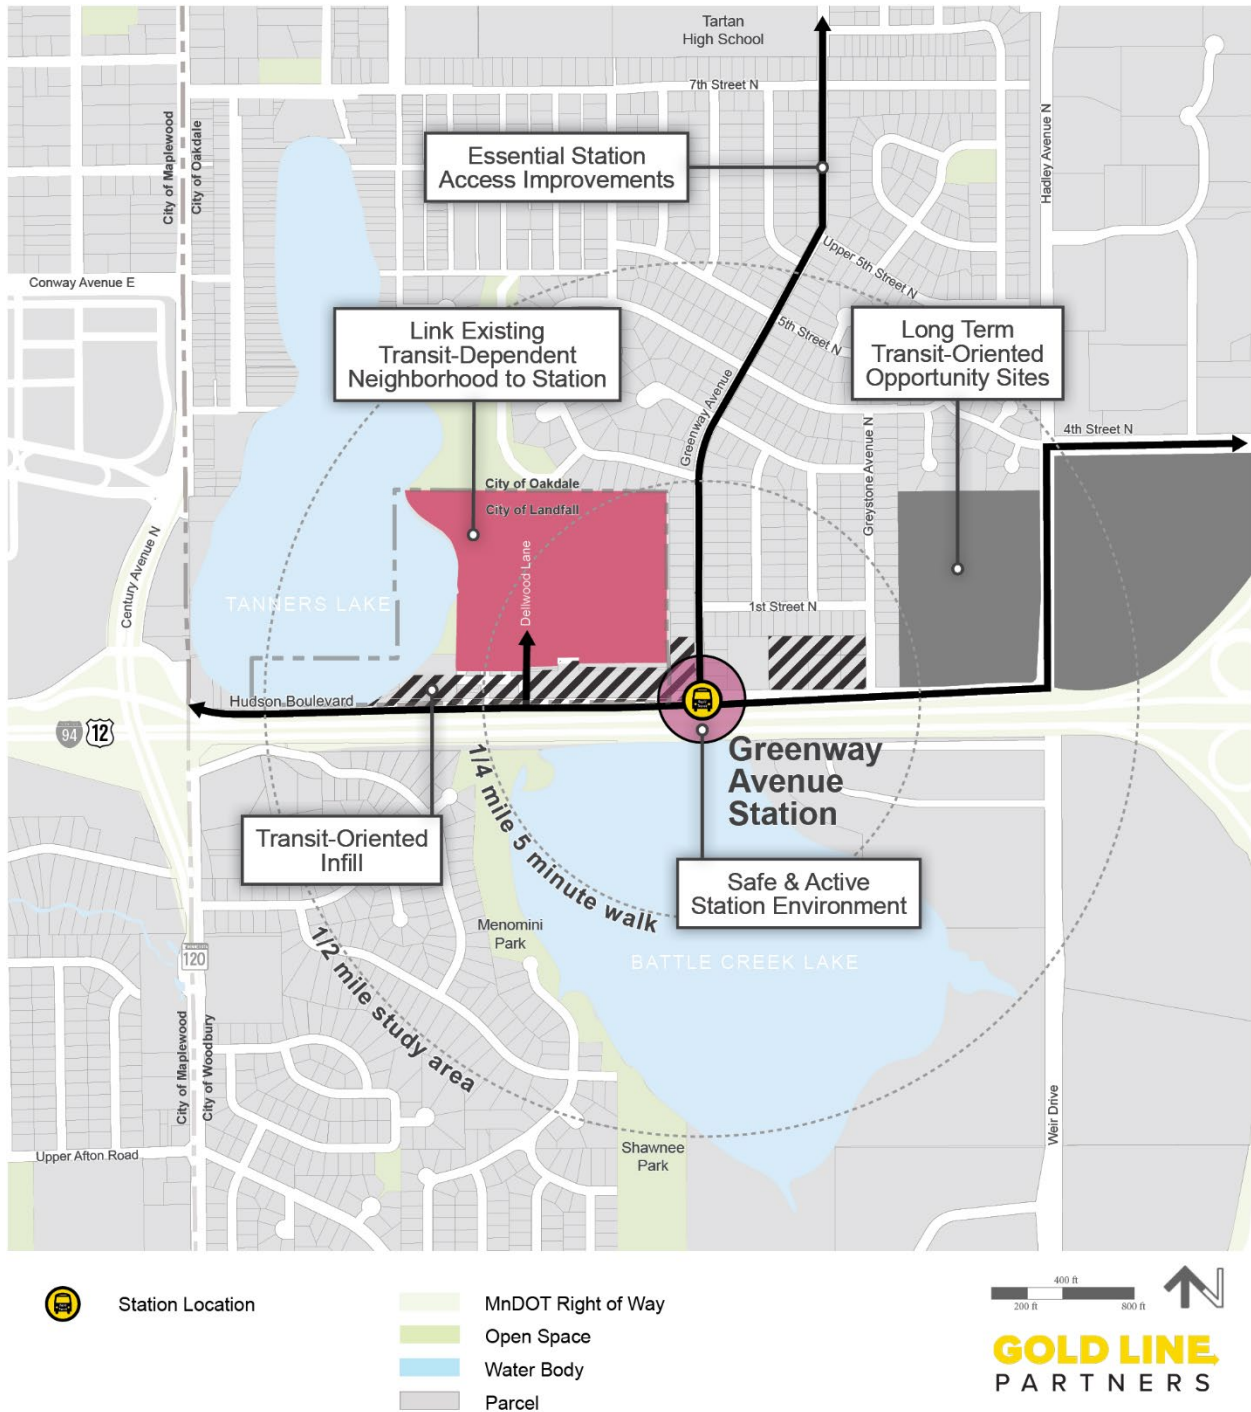 Tartan
High School
7th Street N
Hadley Avenue N
City of Maplewood
City of Oakdale
Essential Station
Access Improvements
Upper 5th Street N
Conway Avenue E
5th Street N
Link Existing
Transit-Dependent
Neighborhood to Station
Long Term
Transit-Oriented
Opportunity Sites
Greenway Avenue
Greystone Avenue N
4th Street N
City of Oakdale
City of Landfall
Century Avenue N
Dellwood Lane
TANNERS LAKE
1st Street N
Hudson Boulevard
94
12
Greenway
Avenue
Station
1/4 mile 5 minute walk
Transit-Oriented
Infill
Safe & Active
Station Environment
Menomini
Park
1/2 mile study area
BATTLE CREEK LAKE
120
City of Maplewood
City of Woodbury
Weir Drive
Upper Afton Road
Shawnee
Park
Station Location
MnDOT Right of Way
Open Space
Water Body
Parcel
400 ft
200 ft
800 ft
N
GOLD LINE
PARTNERS